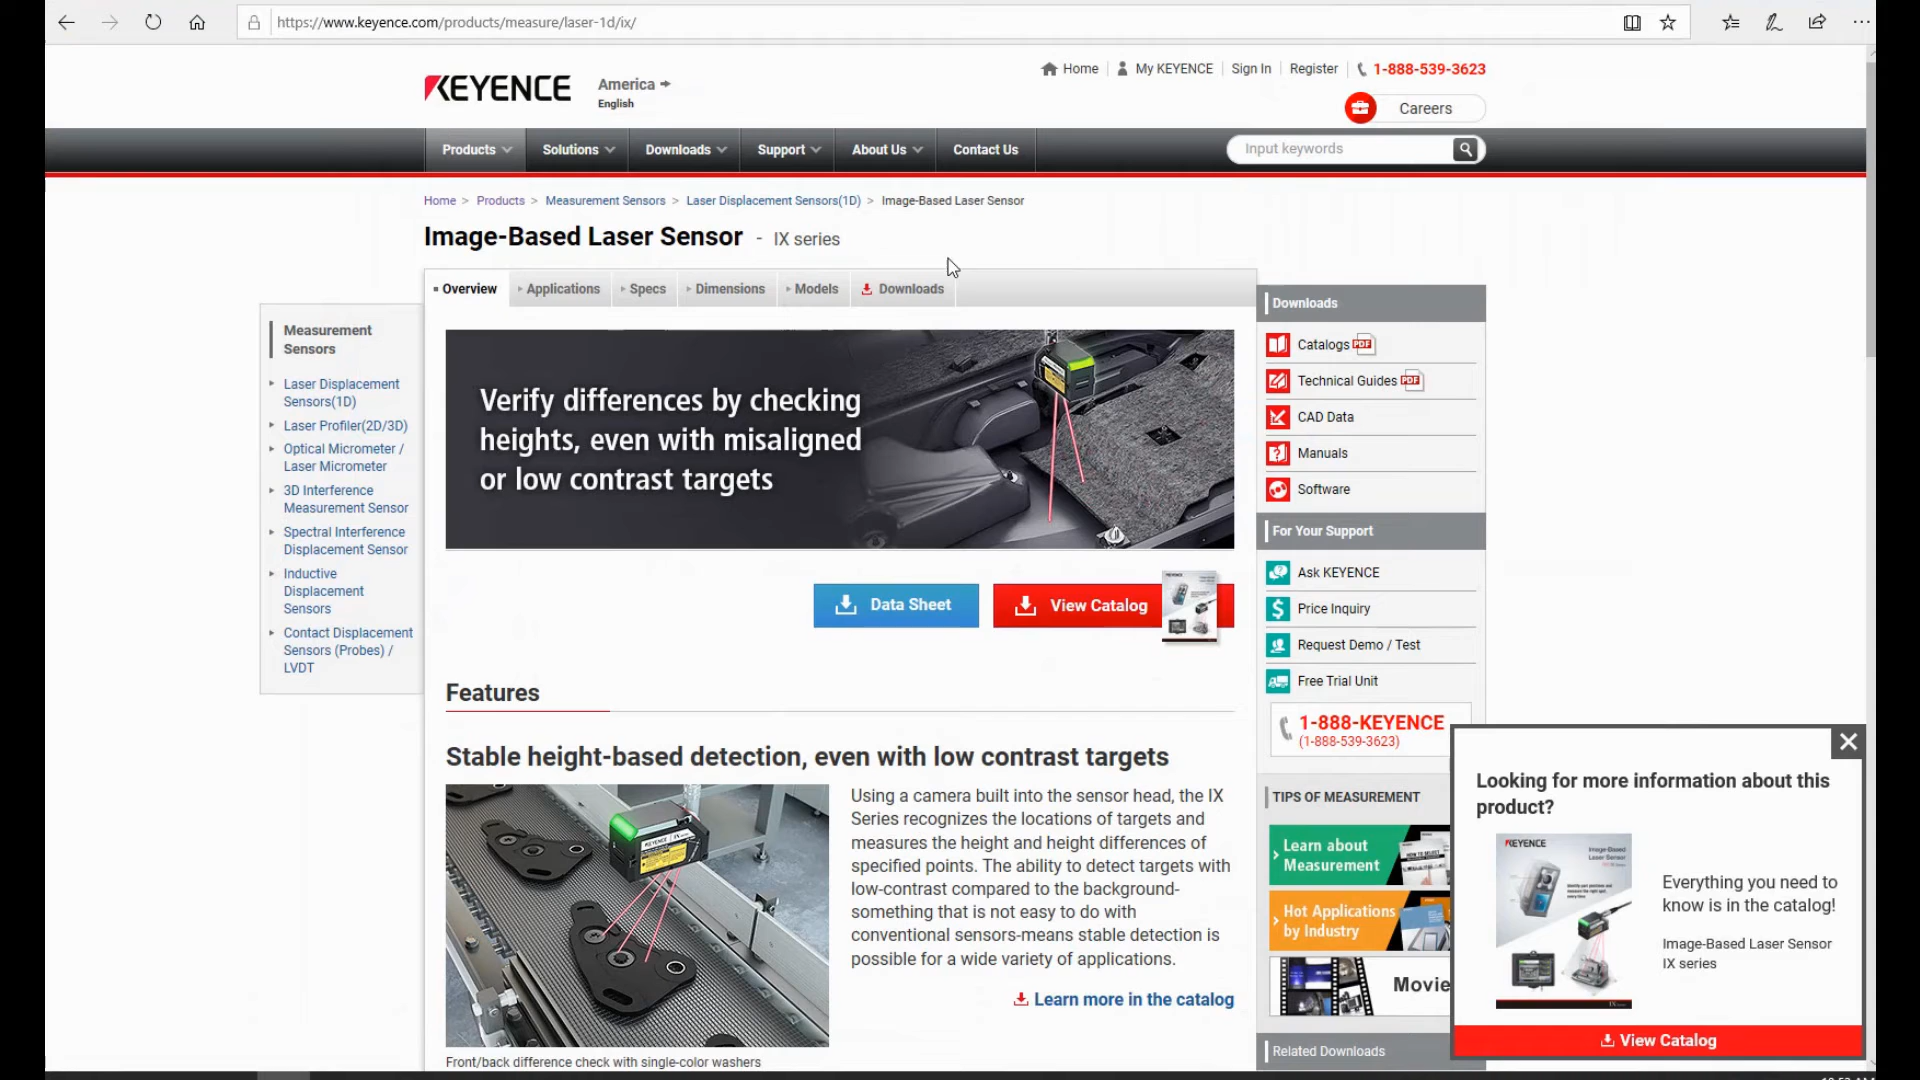 https://www.keyence.com/products/measure/laser-1d/ix/
KEYENCE
America
English
Home
My KEYENCE
Sign In
Register
1-888-539-3623
Careers
Products
Solutions
Downloads
Support
About Us
Contact Us
Input keywords
Home > Products > Measurement Sensors > Laser Displacement Sensors(1D) > Image-Based Laser Sensor
Image-Based Laser Sensor - IX series
Overview
Applications
Specs
Dimensions
Models
Downloads
Measurement
Sensors
Laser Displacement
Sensors(1D)
Laser Profiler(2D/3D)
Optical Micrometer /
Laser Micrometer
3D Interference
Measurement Sensor
Spectral Interference
Displacement Sensor
Inductive
Displacement
Sensors
Contact Displacement
Sensors (Probes) /
LVDT
Verify differences by checking
heights, even with misaligned
or low contrast targets
Data Sheet
View Catalog
Features
Stable height-based detection, even with low contrast targets
Using a camera built into the sensor head, the IX
Series recognizes the locations of targets and
measures the height and height differences of
specified points. The ability to detect targets with
low-contrast compared to the background-
something that is not easy to do with
conventional sensors-means stable detection is
possible for a wide variety of applications.
Learn more in the catalog
Front/back difference check with single-color washers
Downloads
Catalogs PDF
Technical Guides PDF
CAD Data
Manuals
Software
For Your Support
Ask KEYENCE
Price Inquiry
Request Demo / Test
Free Trial Unit
1-888-KEYENCE
(1-888-539-3623)
TIPS OF MEASUREMENT
Learn about
Measurement
Hot Applications
by Industry
Movie
Related Downloads
Looking for more information about this
product?
KEYENCE
Image-Based
Laser Sensor
Everything you need to
know is in the catalog!
Image-Based Laser Sensor
IX series
View Catalog